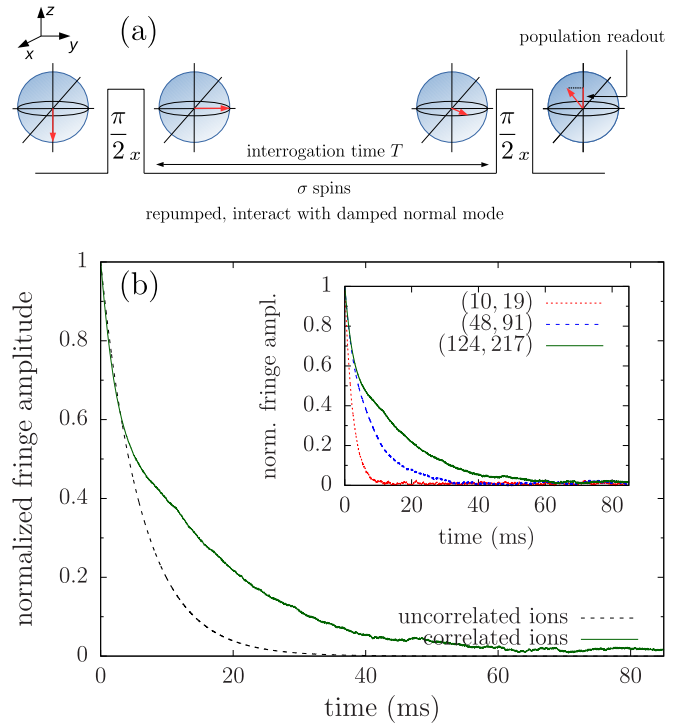 z
y
x
(a)
population readout
π/2 x
π/2 x
interrogation time T
σ spins
repumped, interact with damped normal mode
(b)
normalized fringe amplitude
1
0.8
0.6
0.4
0.2
0
0 20 40 60 80
time (ms)
uncorrelated ions
correlated ions
norm. fringe ampl.
1
0.8
0.6
0.4
0.2
0
0 20 40 60 80
time (ms)
(10, 19)
(48, 91)
(124, 217)